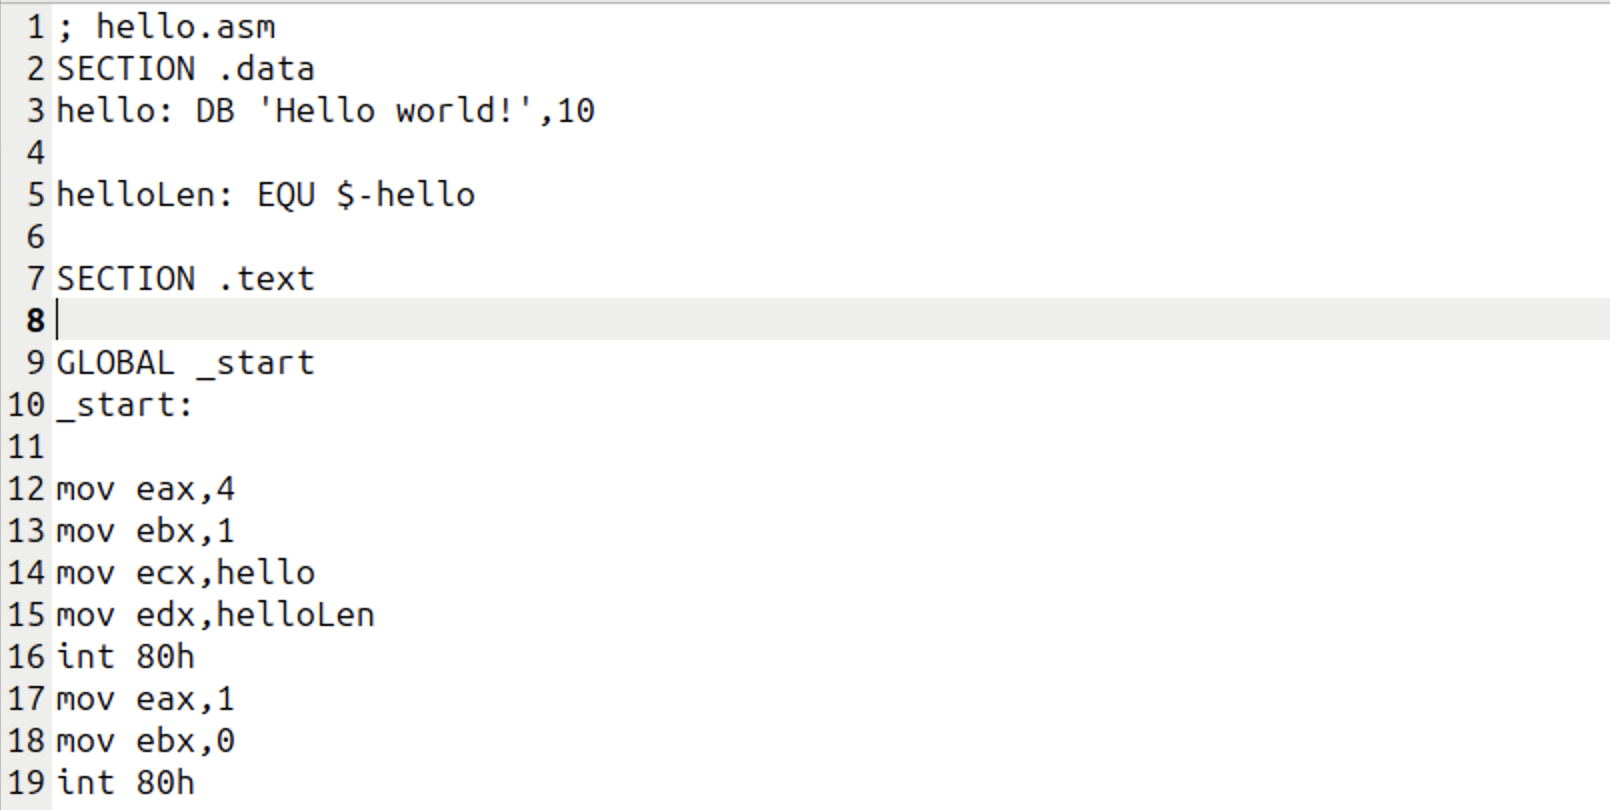 1 ; hello.asm
2 SECTION .data
3 hello: DB 'Hello world!',10
4
5 helloLen: EQU $-hello
6
7 SECTION .text
8
9 GLOBAL _start
10 _start:
11
12 mov eax,4
13 mov ebx,1
14 mov ecx,hello
15 mov edx,helloLen
16 int 80h
17 mov eax,1
18 mov ebx,0
19 int 80h